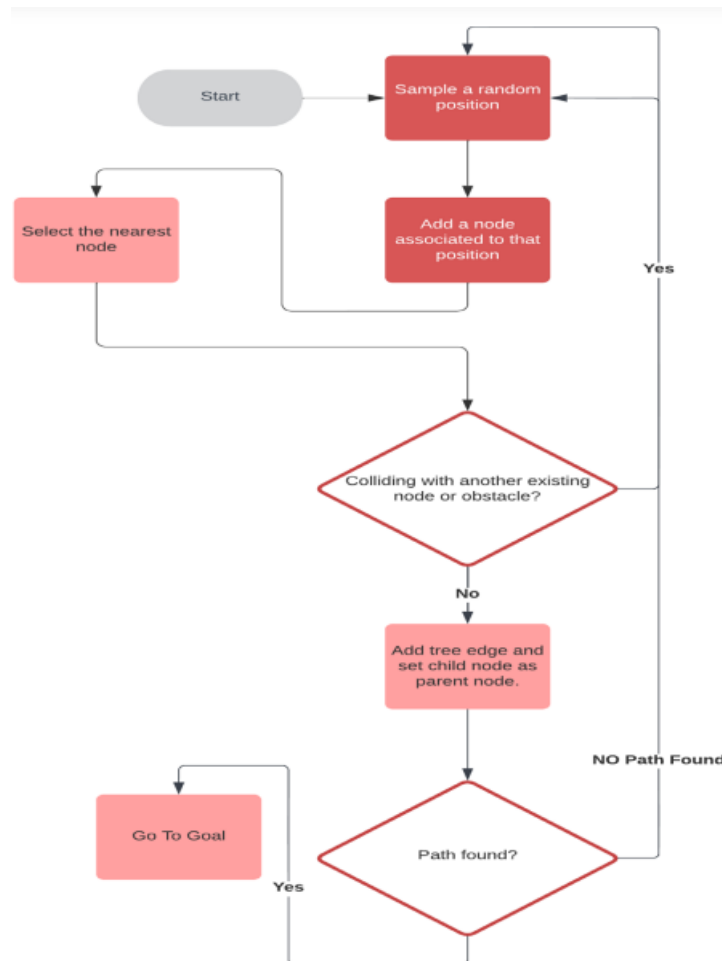 Start
Sample a random
position
Select the nearest
node
Add a node
associated to that
position
Yes
Colliding with another existing
node or obstacle?
No
Add tree edge and
set child node as
parent node.
NO Path Found
Go To Goal
Path found?
Yes